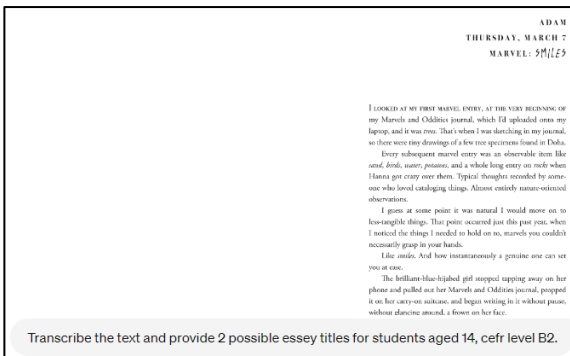 ADAM
THURSDAY, MARCH 7
MARVEL: SMILES
I LOOKED AT MY FIRST MARVEL ENTRY, AT THE VERY BEGINNING OF
my Marvels and Oddities journal, which I'd uploaded onto my
laptop, and it was trees. That's when I was sketching in my journal,
so there were tiny drawings of a few tree specimens found in Doha.
Every subsequent marvel entry was an observable item like
sand, birds, water, potatoes, and a whole long entry on rocks when
Hanna got crazy over them. Typical thoughts recorded by some-
one who loved cataloging things. Almost entirely nature-oriented
observations.
I guess at some point it was natural I would move on to
less-tangible things. That point occurred just this past year, when
I noticed the things I needed to hold on to, marvels you couldn't
necessarily grasp in your hands.
Like smiles. And how instantaneously a genuine one can set
you at ease.
The brilliant-blue-hijabed girl stopped tapping away on her
phone and pulled out her Marvels and Oddities journal, propped
it on her carry-on suitcase, and began writing in it without pause,
without glancing around, a frown on her face.
Transcribe the text and provide 2 possible essey titles for students aged 14, cefr level B2.